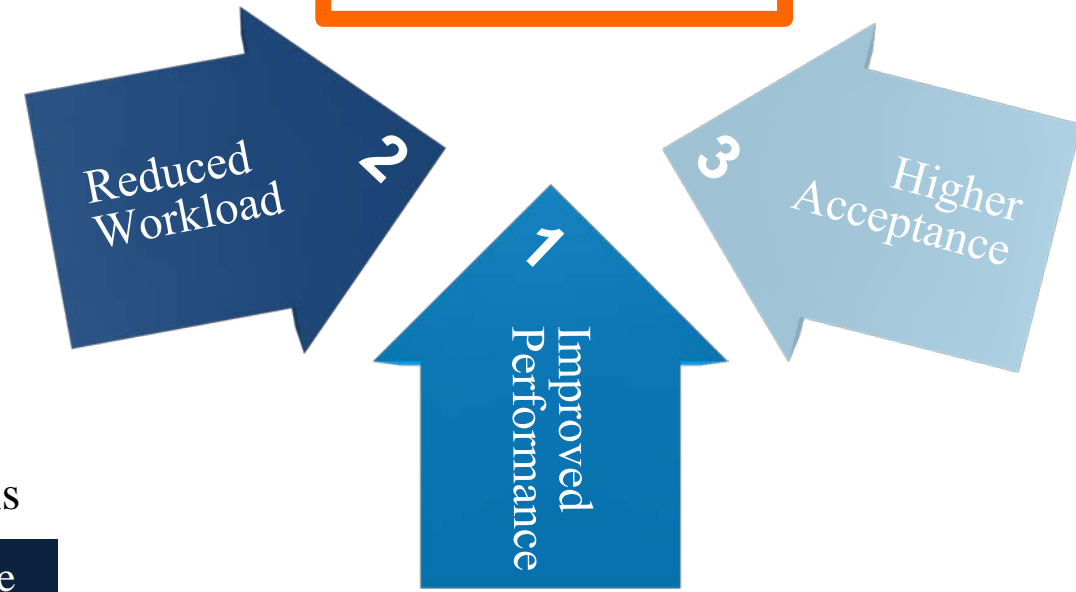 Reduced
Workload
2
3
Higher
Acceptance
1
Improved
Performance